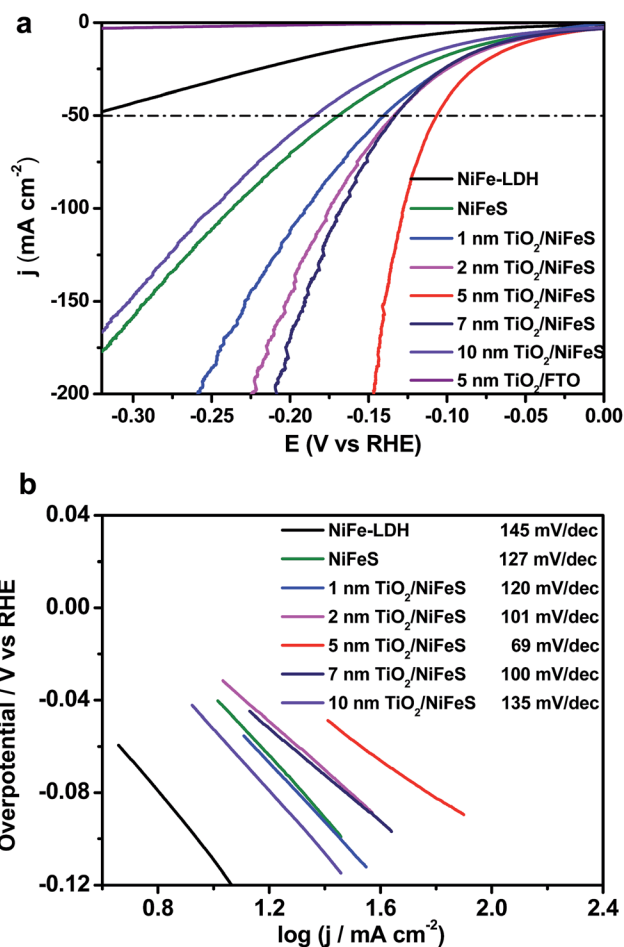 a
0
-50
-100
-150
-200
j (mA cm-2)
NiFe-LDH
NiFeS
1 nm TiO2/NiFeS
2 nm TiO2/NiFeS
5 nm TiO2/NiFeS
7 nm TiO2/NiFeS
10 nm TiO2/NiFeS
5 nm TiO2/FTO
-0.30 -0.25 -0.20 -0.15 -0.10 -0.05 0.00
E (V vs RHE)
b
0.04
0.00
-0.04
-0.08
-0.12
Overpotential / V vs RHE
NiFe-LDH 145 mV/dec
NiFeS 127 mV/dec
1 nm TiO2/NiFeS 120 mV/dec
2 nm TiO2/NiFeS 101 mV/dec
5 nm TiO2/NiFeS 69 mV/dec
7 nm TiO2/NiFeS 100 mV/dec
10 nm TiO2/NiFeS 135 mV/dec
0.8 1.2 1.6 2.0 2.4
log (j / mA cm-2)